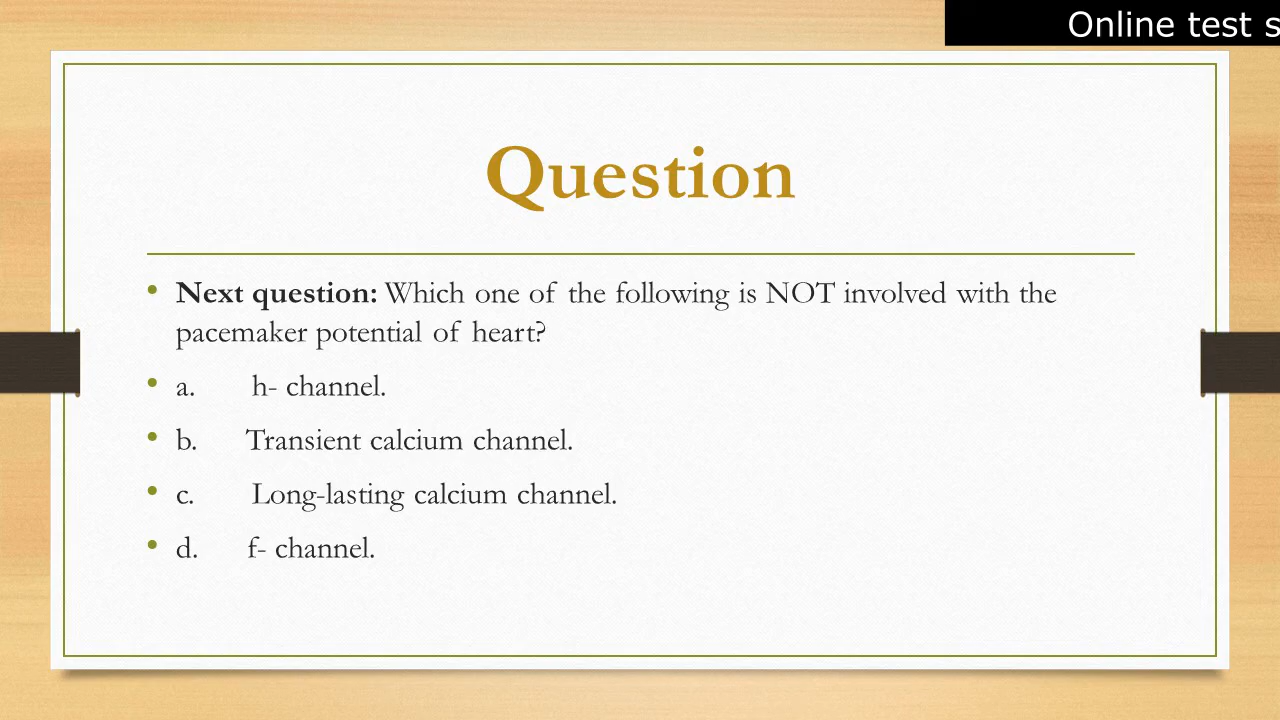 Online test s
Question
• Next question: Which one of the following is NOT involved with the
pacemaker potential of heart?
• a. h- channel.
• b. Transient calcium channel.
• c. Long-lasting calcium channel.
• d. f- channel.